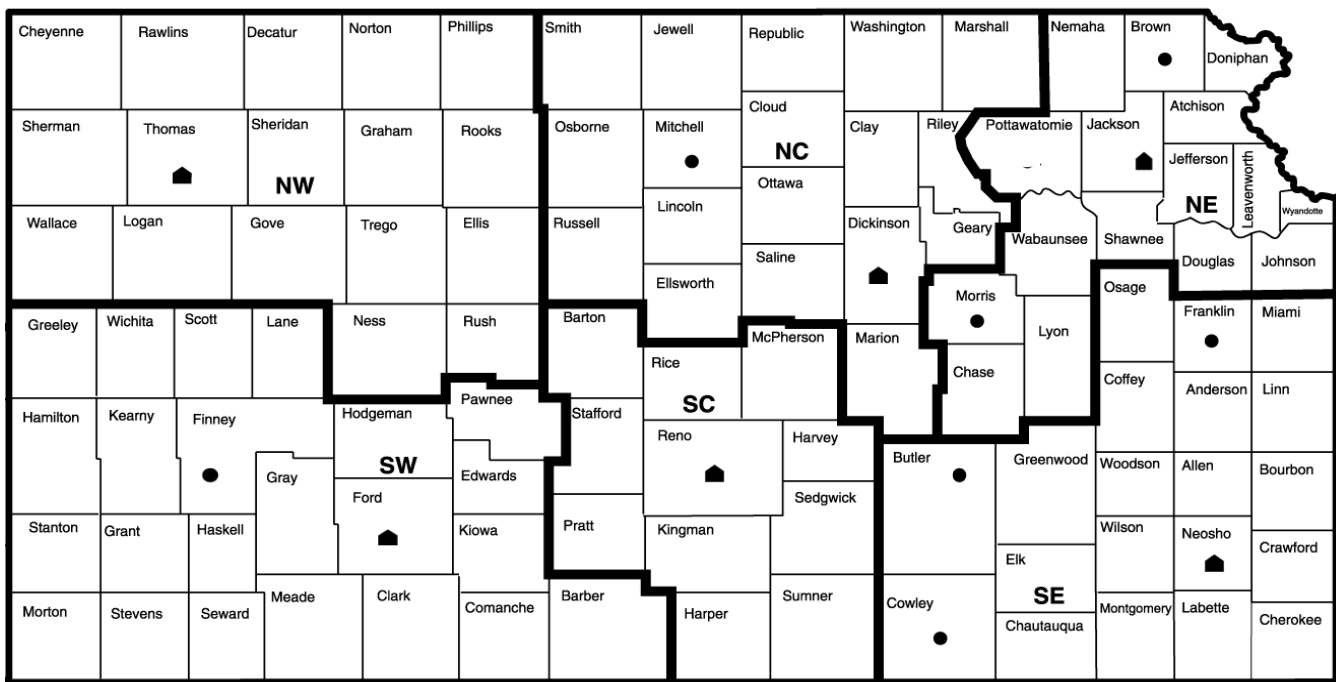 Cheyenne Rawlins Decatur Norton Phillips Smith Jewell Republic Washington Marshall Nemaha Brown
Doniphan
Sherman Thomas Sheridan Graham Rooks Osborne Mitchell Cloud Clay Riley Pottawatomie Jackson Atchison
NW NC
Jefferson Leavenworth
NE
Wyandotte
Wallace Logan Gove Trego Ellis Russell Lincoln Ottawa Dickinson Geary Wabaunsee Shawnee
Ellsworth Saline Douglas Johnson
Greeley Wichita Scott Lane Ness Rush Barton McPherson Marion Morris Osage Franklin Miami
Rice Chase Lyon
Hamilton Kearny Finney Hodgeman Pawnee Stafford SC Coffey Anderson Linn
Reno Harvey
SW
Gray Edwards Butler Greenwood Woodson Allen Bourbon
Ford Sedgwick
Stanton Grant Haskell Kiowa Pratt Kingman Wilson Neosho Crawford
Elk
SE
Morton Stevens Seward Meade Clark Comanche Barber Harper Sumner Cowley Chautauqua Montgomery Labette Cherokee